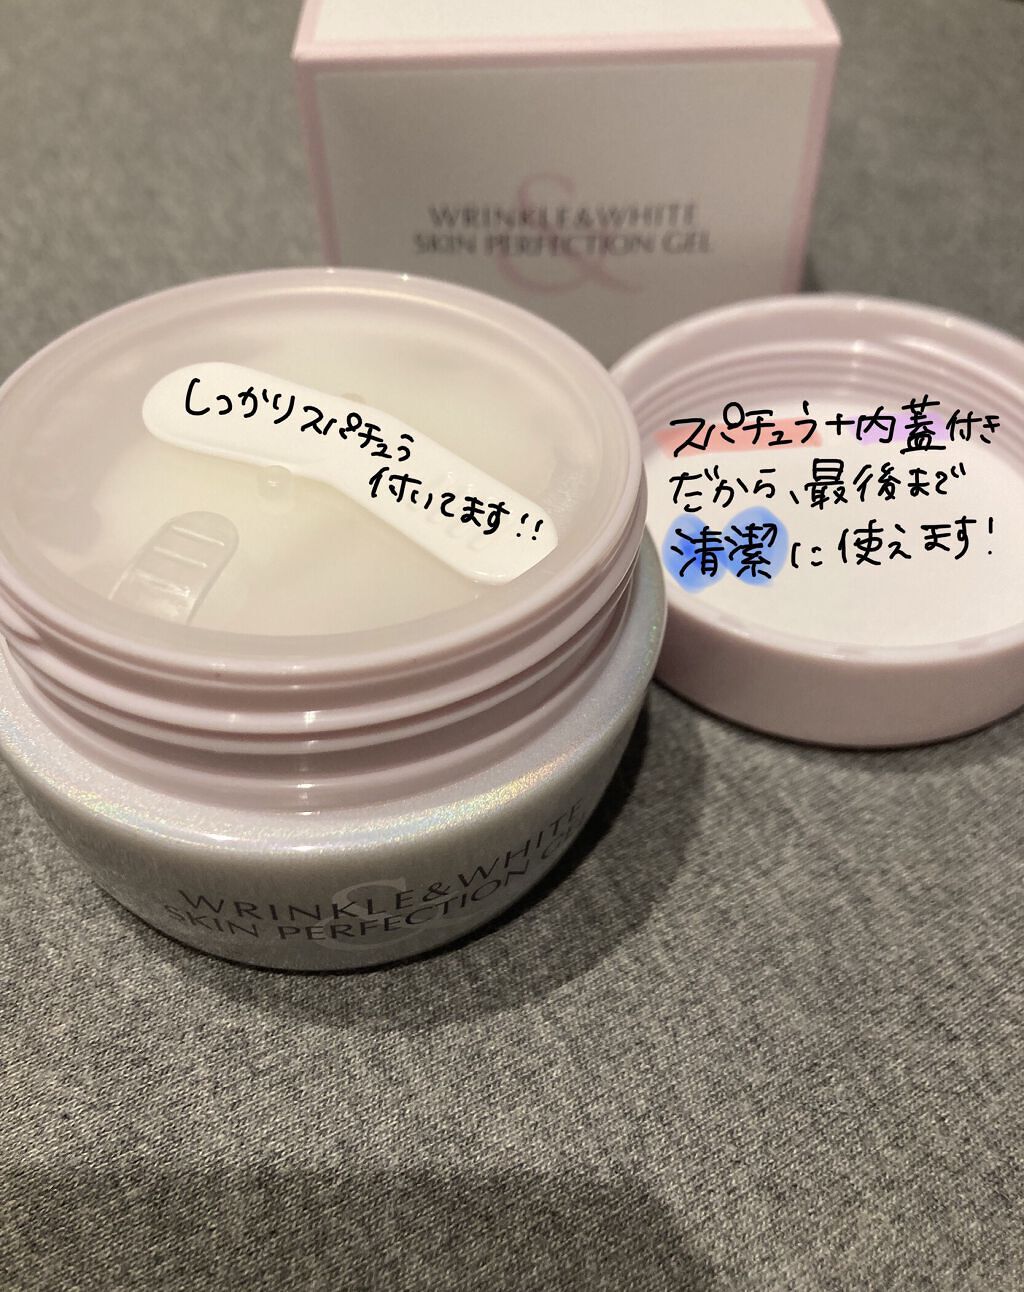 WRINKLE&WHITE
SKIN PERFECTION GEL
&
しっかりスパチュラ
付いてます!!
スパチュラ+内蓋付き
だから、最後まで
清潔に使えます!
WRINKLE&WHITE
SKIN PERFECTION GEL
&